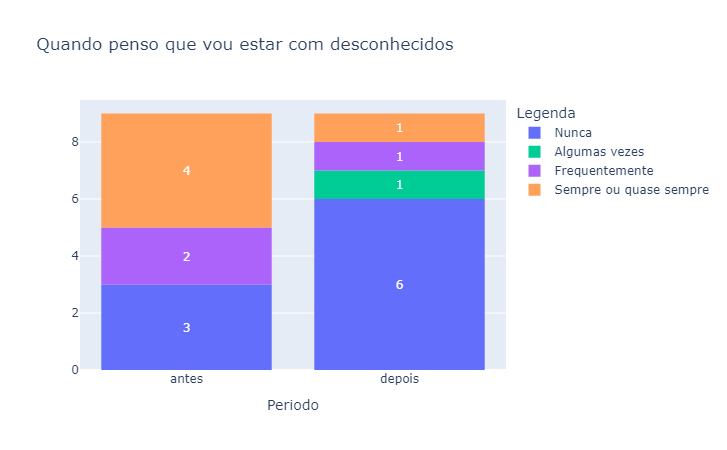 Quando penso que vou estar com desconhecidos
Legenda
Nunca
Algumas vezes
Frequentemente
Sempre ou quase sempre
8
6
4
2
0
4
2
3
1
1
1
6
antes
depois
Periodo